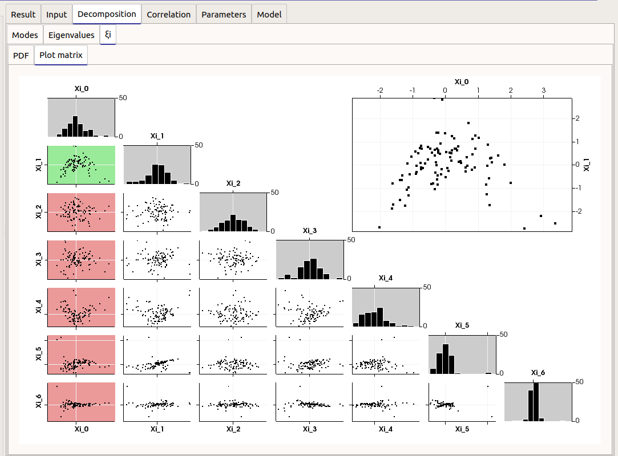 Result Input Decomposition Correlation Parameters Model
Modes Eigenvalues ξi
PDF Plot matrix
Xi_0
50
0
Xi_1
50
0
Xi_1
Xi_2
50
0
Xi_2
Xi_3
50
0
Xi_3
Xi_4
50
0
Xi_4
Xi_5
50
0
Xi_5
Xi_6
50
0
Xi_6
Xi_0 Xi_1 Xi_2 Xi_3 Xi_4 Xi_5
Xi_0
-2 -1 0 1 2 3
-2
-1
0
-1
-2
Xi_1